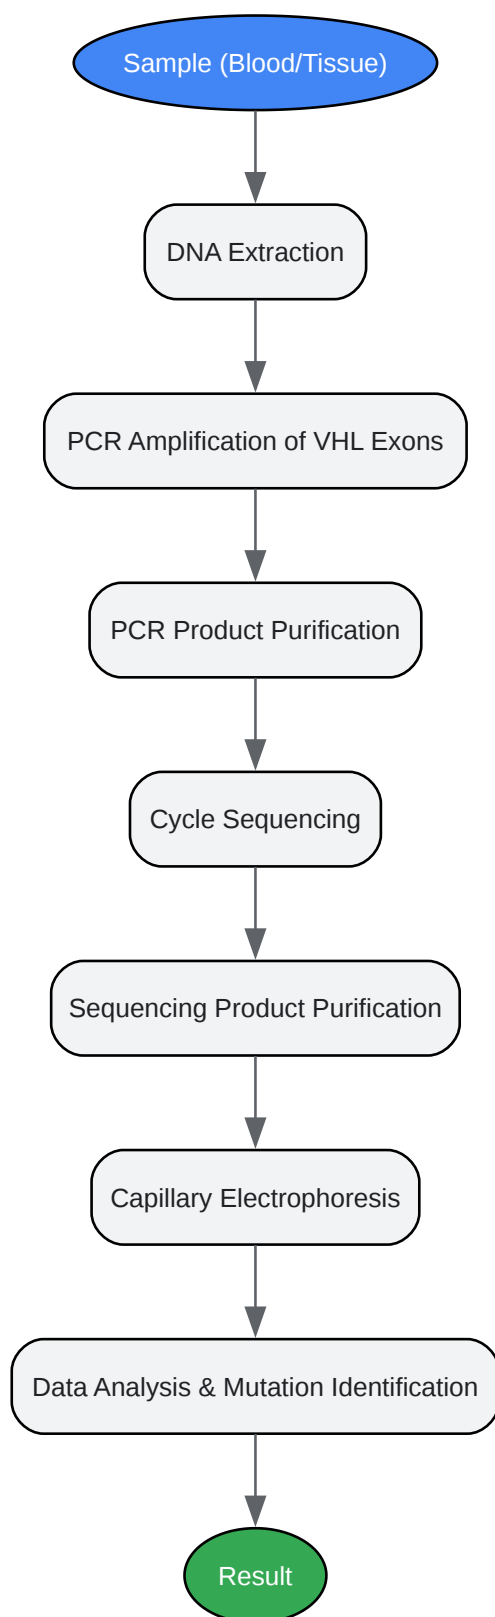 Sample (Blood/Tissue)
DNA Extraction
PCR Amplification of VHL Exons
PCR Product Purification
Cycle Sequencing
Sequencing Product Purification
Capillary Electrophoresis
Data Analysis & Mutation Identification
Result